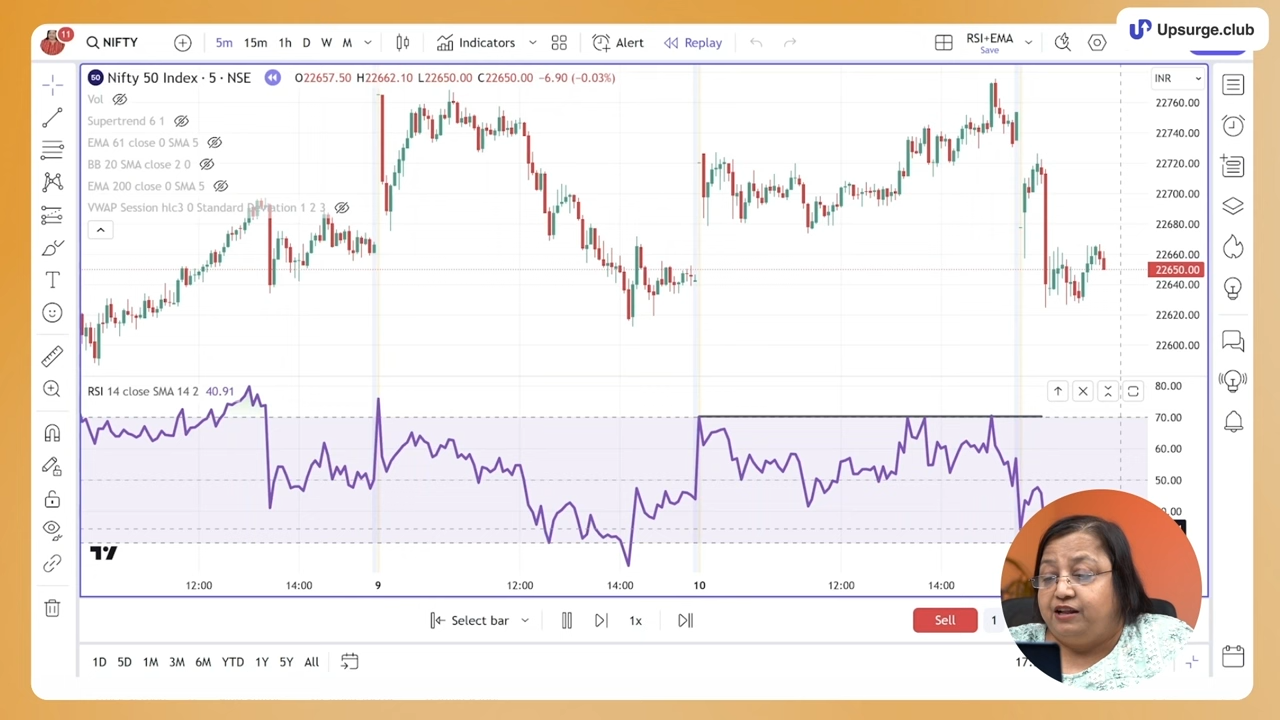 Upsurge.club
11
NIFTY
5m 15m 1h D W M
Indicators
Alert
Replay
RSI+EMA
Save
50 Nifty 50 Index · 5 · NSE O22657.50 H22662.10 L22650.00 C22650.00 −6.90 (−0.03%)
INR
Vol
Supertrend 6 1
EMA 61 close 0 SMA 5
BB 20 SMA close 2 0
EMA 200 close 0 SMA 5
VWAP Session hlc3 0 Standard Deviation 1 2 3
22760.00
22740.00
22720.00
22700.00
22680.00
22660.00
22650.00
22640.00
22620.00
22600.00
RSI 14 close SMA 14 2 40.91
80.00
70.00
60.00
50.00
12:00 14:00 9 12:00 14:00 10 12:00 14:00
Select bar
1x
Sell
1
1D 5D 1M 3M 6M YTD 1Y 5Y All